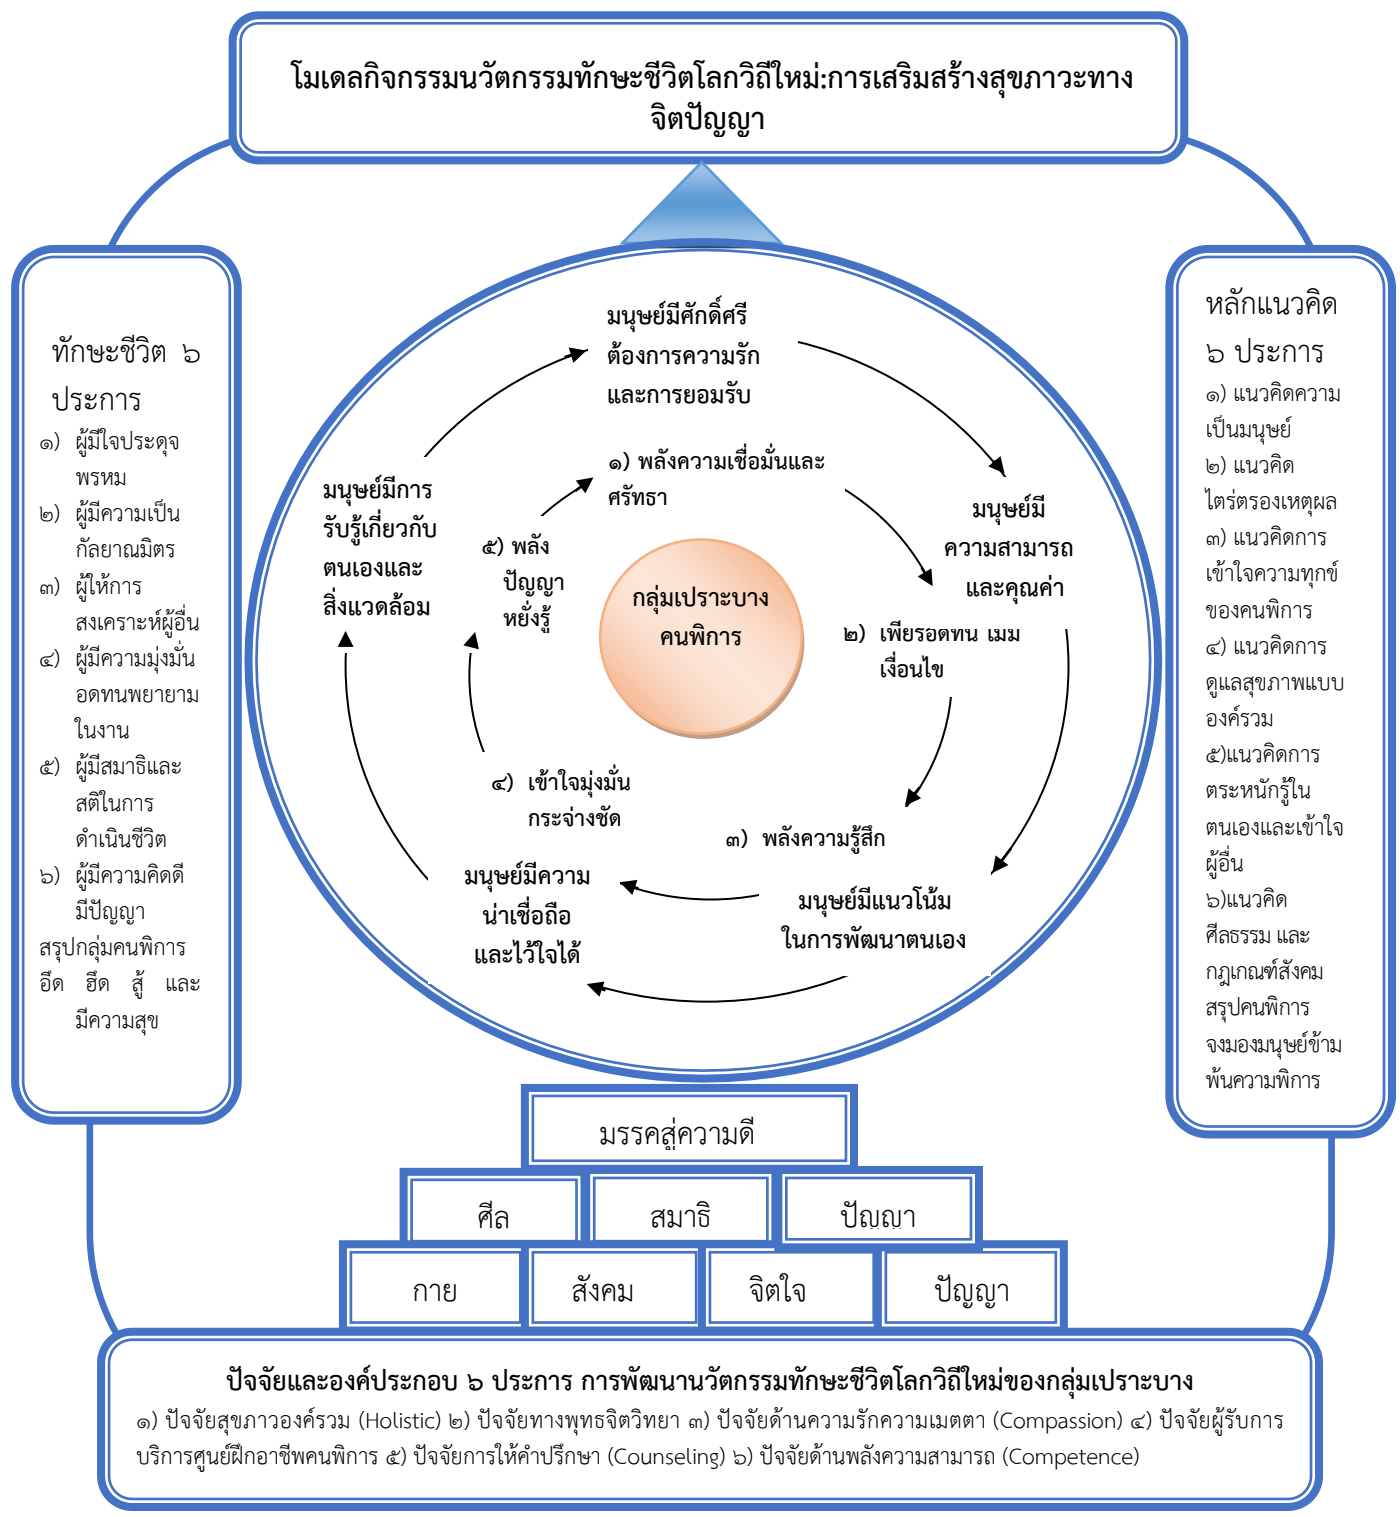 โมเดลกิจกรรมนวัตกรรมทักษะชีวิตโลกวิถีใหม่:การเสริมสร้างสุขภาวะทาง
จิตปัญญา
ทักษะชีวิต ๖
ประการ
๑) ผู้มีใจประดุจ
พรหม
๒) ผู้มีความเป็น
กัลยาณมิตร
๓) ผู้ให้การ
สงเคราะห์ผู้อื่น
๔) ผู้มีความมุ่งมั่น
อดทนพยายาม
ในงาน
๕) ผู้มีสมาธิและ
สติในการ
ดำเนินชีวิต
๖) ผู้มีความคิดดี
มีปัญญา
สรุปกลุ่มคนพิการ
อึด ฮึด สู้ และ
มีความสุข
มนุษย์มีศักดิ์ศรี
ต้องการความรัก
และการยอมรับ
มนุษย์มี
ความสามารถ
และคุณค่า
มนุษย์มีแนวโน้ม
ในการพัฒนาตนเอง
มนุษย์มีความ
น่าเชื่อถือ
และไว้ใจได้
มนุษย์มีการ
รับรู้เกี่ยวกับ
ตนเองและ
สิ่งแวดล้อม
๑) พลังความเชื่อมั่นและ
ศรัทธา
๒) เพียรอดทน เมม
เงื่อนไข
๓) พลังความรู้สึก
๔) เข้าใจมุ่งมั่น
กระจ่างชัด
๕) พลัง
ปัญญา
หยั่งรู้
กลุ่มเปราะบาง
คนพิการ
หลักแนวคิด
๖ ประการ
๑) แนวคิดความ
เป็นมนุษย์
๒) แนวคิด
ไตร่ตรองเหตุผล
๓) แนวคิดการ
เข้าใจความทุกข์
ของคนพิการ
๔) แนวคิดการ
ดูแลสุขภาพแบบ
องค์รวม
๕)แนวคิดการ
ตระหนักรู้ใน
ตนเองและเข้าใจ
ผู้อื่น
๖)แนวคิด
ศีลธรรม และ
กฎเกณฑ์สังคม
สรุปคนพิการ
จงมองมนุษย์ข้าม
พ้นความพิการ
มรรคสู่ความดี
ศีล สมาธิ ปัญญา
กาย สังคม จิตใจ ปัญญา
ปัจจัยและองค์ประกอบ ๖ ประการ การพัฒนานวัตกรรมทักษะชีวิตโลกวิถีใหม่ของกลุ่มเปราะบาง
๑) ปัจจัยสุขภาวองค์รวม (Holistic) ๒) ปัจจัยทางพุทธจิตวิทยา ๓) ปัจจัยด้านความรักความเมตตา (Compassion) ๔) ปัจจัยผู้รับการ
บริการศูนย์ฝึกอาชีพคนพิการ ๕) ปัจจัยการให้คำปรึกษา (Counseling) ๖) ปัจจัยด้านพลังความสามารถ (Competence)